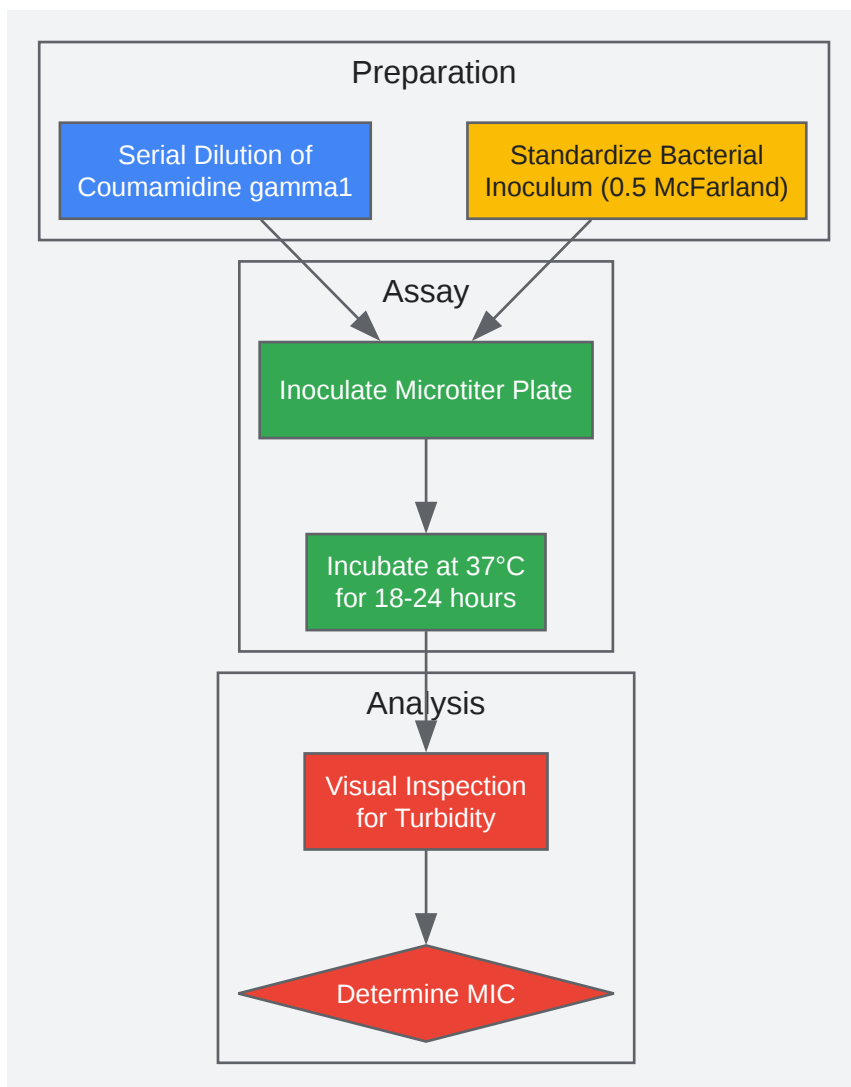 Preparation
Serial Dilution of
Coumamidine gamma1
Standardize Bacterial
Inoculum (0.5 McFarland)
Assay
Inoculate Microtiter Plate
Incubate at 37°C
for 18-24 hours
Analysis
Visual Inspection
for Turbidity
Determine MIC